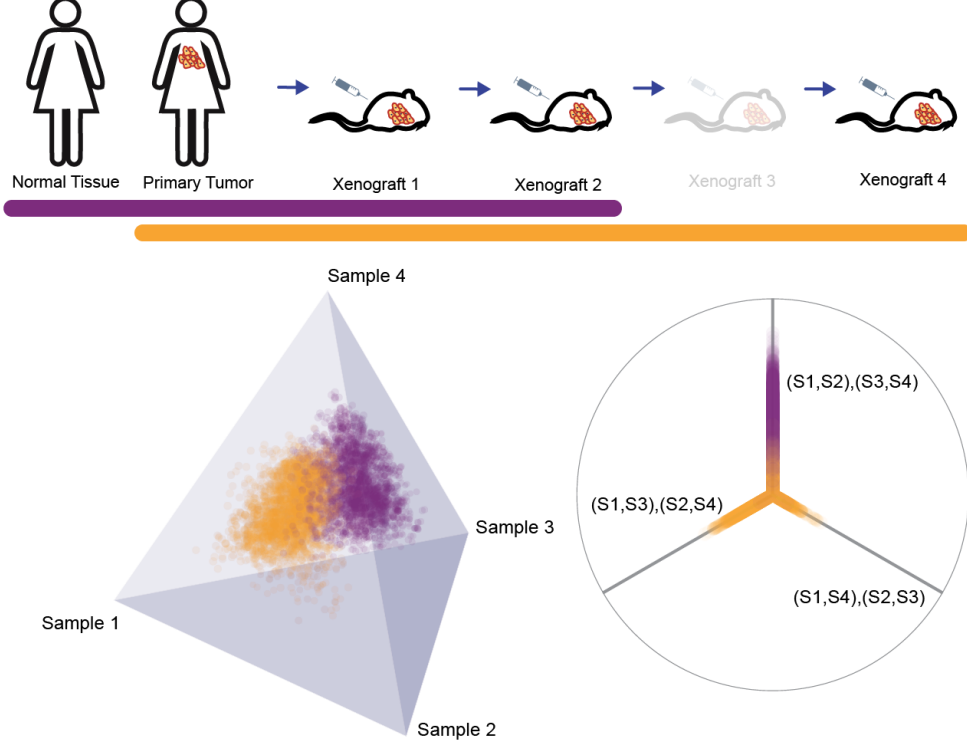 Normal Tissue
Primary Tumor
Xenograft 1
Xenograft 2
Xenograft 3
Xenograft 4
Sample 4
(S1,S2),(S3,S4)
(S1,S3),(S2,S4)
Sample 3
(S1,S4),(S2,S3)
Sample 1
Sample 2